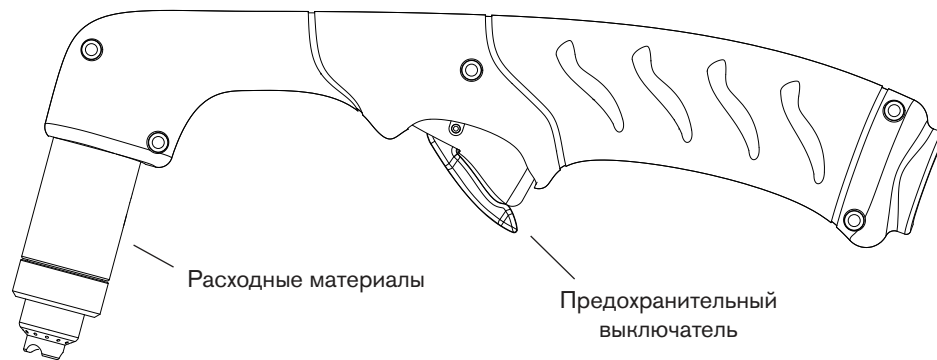 Расходные материалы
Предохранительный
выключатель